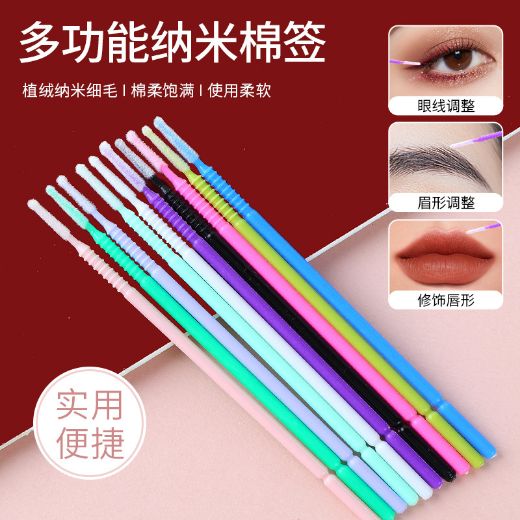 多功能纳米棉签
植绒纳米细毛 | 棉柔饱满 | 使用柔软
眼线调整
眉形调整
修饰唇形
实用
便捷